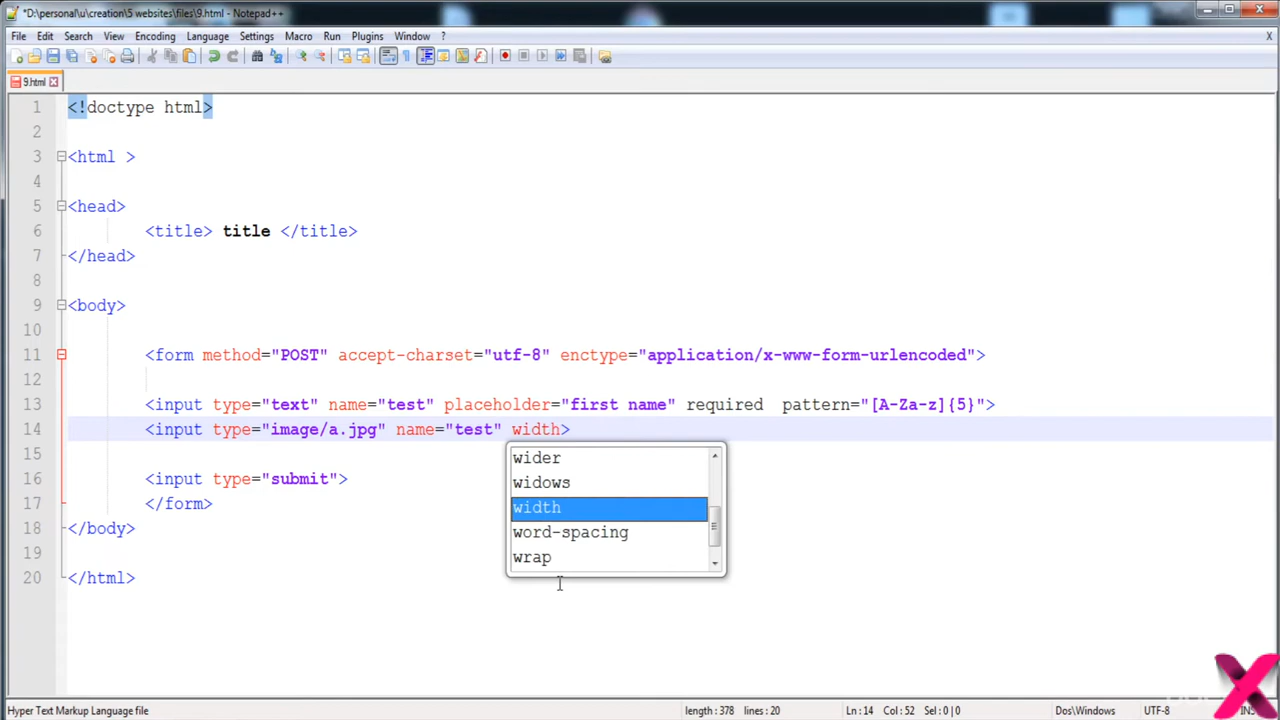 *D:\personal\u\creation\5 websites\files\9.html - Notepad++
File Edit Search View Encoding Language Settings Macro Run Plugins Window ? X
9.html
1 <!doctype html>
2
3 <html >
4
5 <head>
6 <title> title </title>
7 </head>
8
9 <body>
10
11 <form method="POST" accept-charset="utf-8" enctype="application/x-www-form-urlencoded">
12
13 <input type="text" name="test" placeholder="first name" required  pattern="[A-Za-z]{5}">
14 <input type="image/a.jpg" name="test" width>
15
16 <input type="submit">
17 </form>
18 </body>
19
20 </html>
wider
widows
width
word-spacing
wrap
Hyper Text Markup Language file length : 378 lines : 20 Ln : 14 Col : 52 Sel : 0 | 0 Dos\Windows UTF-8 INS
X